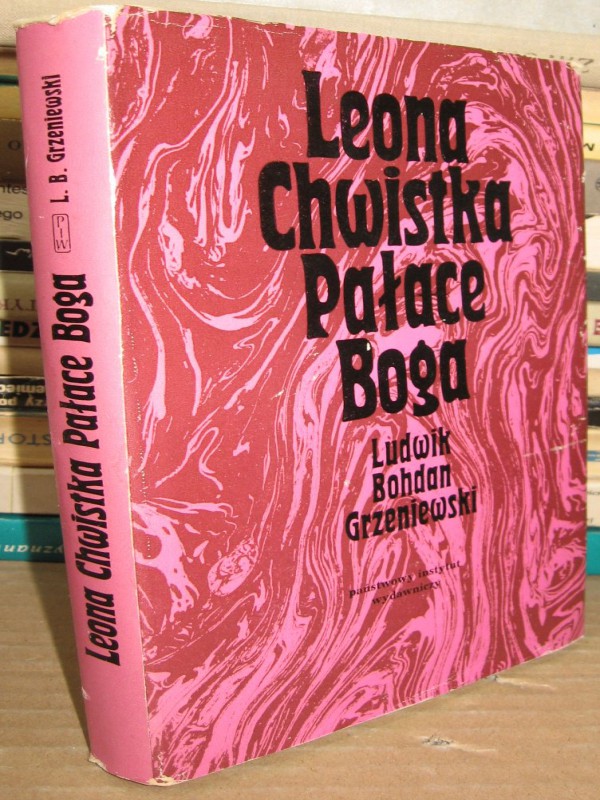 Leona
Chwistka
Pałace
Boga
Ludwik
Bohdan
Grzeniewski
państwowy instytut
wydawniczy
Leona Chwistka Pałace Boga PIW L. B. Grzeniewski